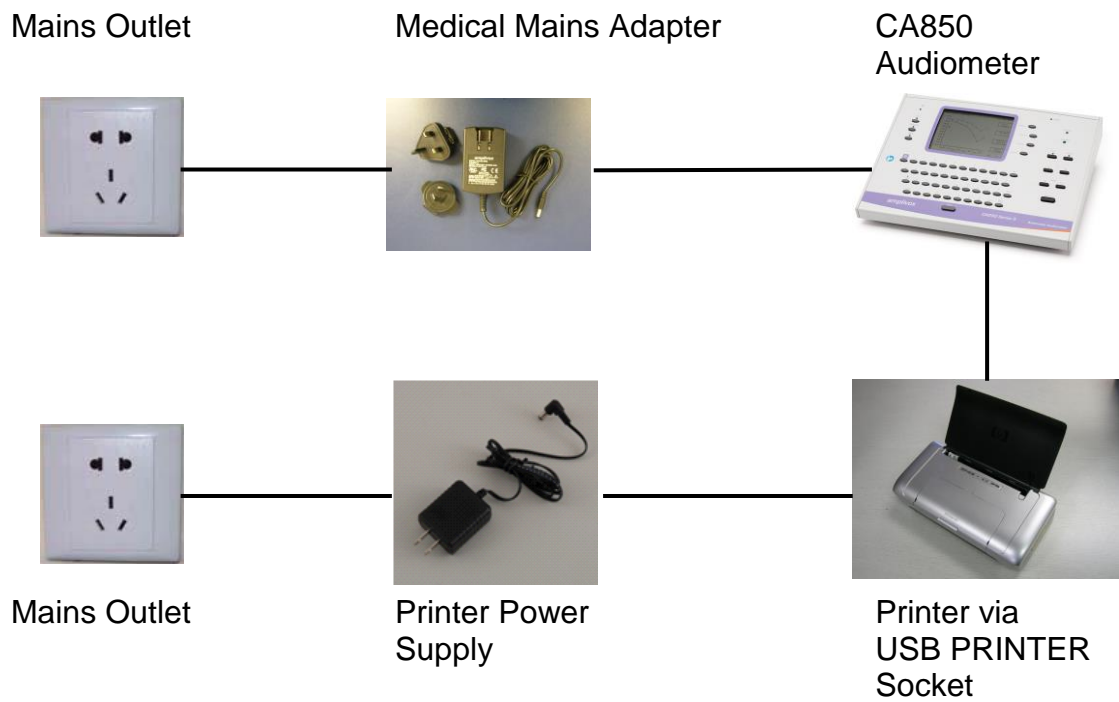 Mains Outlet
Medical Mains Adapter
CA850
Audiometer
amplivox
Mains Outlet
Printer Power
Supply
Printer via
USB PRINTER
Socket